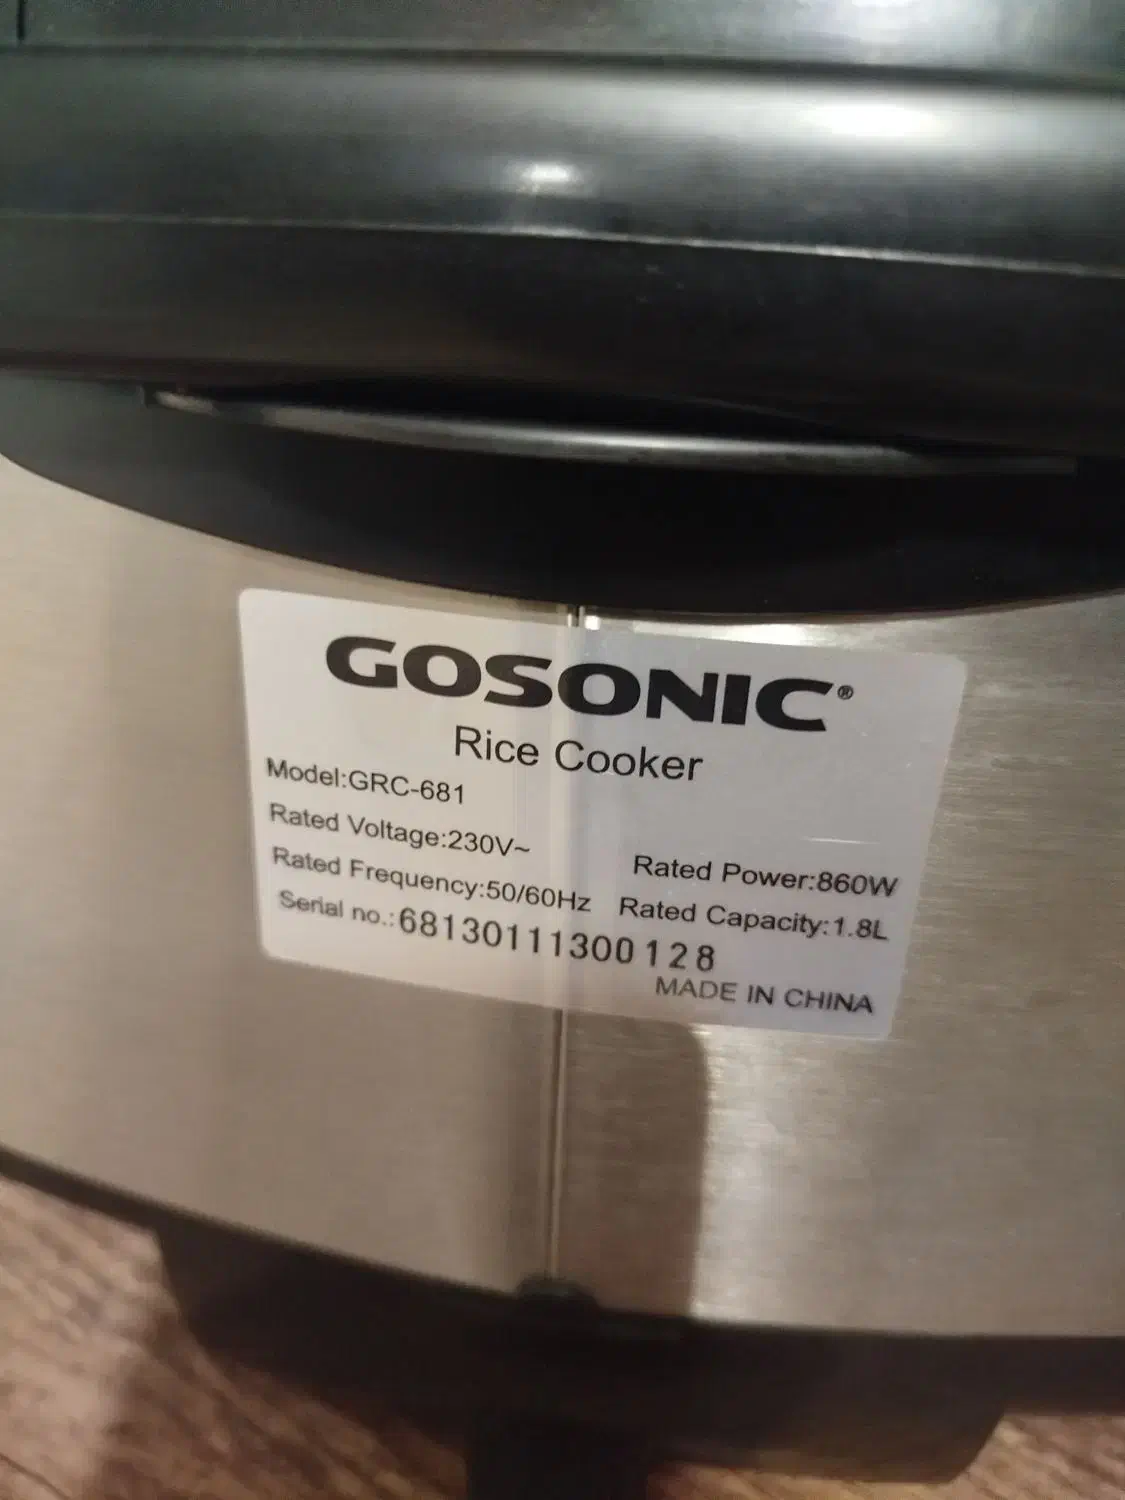 GOSONIC®
Rice Cooker
Model:GRC-681
Rated Voltage:230V~ Rated Power:860W
Rated Frequency:50/60Hz Rated Capacity:1.8L
Serial no.:68130111300128
MADE IN CHINA